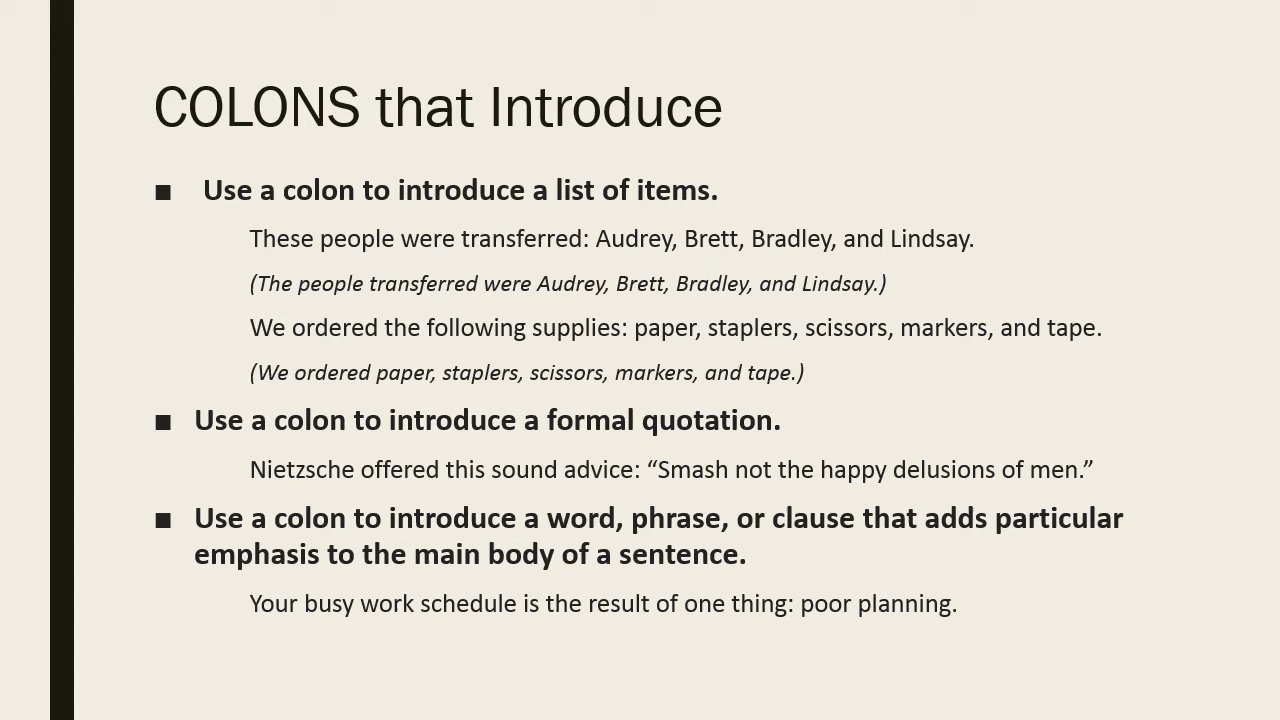 COLONS that Introduce
■ Use a colon to introduce a list of items.
These people were transferred: Audrey, Brett, Bradley, and Lindsay.
(The people transferred were Audrey, Brett, Bradley, and Lindsay.)
We ordered the following supplies: paper, staplers, scissors, markers, and tape.
(We ordered paper, staplers, scissors, markers, and tape.)
■ Use a colon to introduce a formal quotation.
Nietzsche offered this sound advice: “Smash not the happy delusions of men.”
■ Use a colon to introduce a word, phrase, or clause that adds particular
emphasis to the main body of a sentence.
Your busy work schedule is the result of one thing: poor planning.